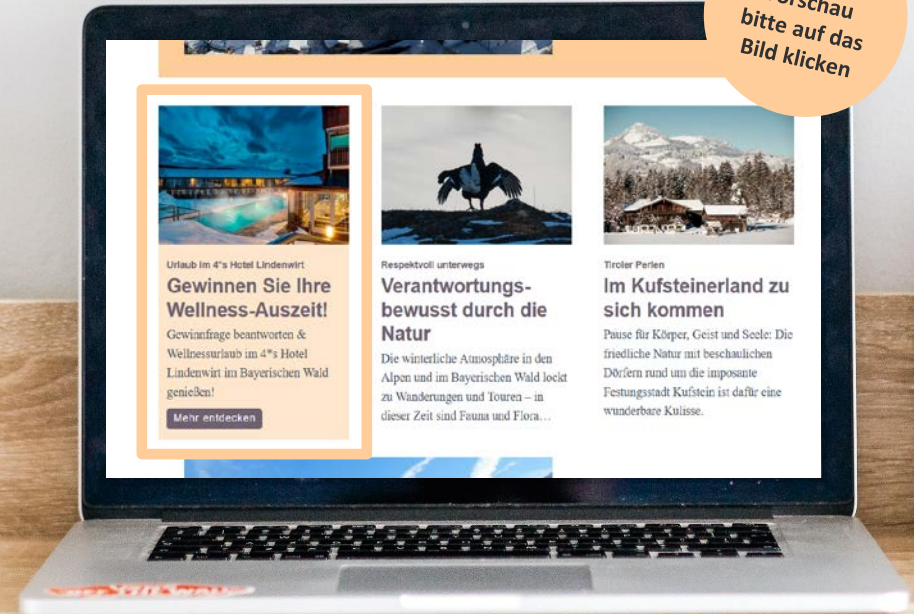 Vorschau
bitte auf das
Bild klicken
Urlaub im 4*s Hotel Lindenwirt
Gewinnen Sie Ihre
Wellness-Auszeit!
Gewinnfrage beantworten &
Wellnessurlaub im 4*s Hotel
Lindenwirt im Bayerischen Wald
genießen!
Mehr entdecken
Respektvoll unterwegs
Verantwortungs-
bewusst durch die
Natur
Die winterliche Atmosphäre in den
Alpen und im Bayerischen Wald lockt
zu Wanderungen und Touren – in
dieser Zeit sind Fauna und Flora…
Tiroler Perlen
Im Kufsteinerland zu
sich kommen
Pause für Körper, Geist und Seele: Die
friedliche Natur mit beschaulichen
Dörfern rund um die imposante
Festungsstadt Kufstein ist dafür eine
wunderbare Kulisse.